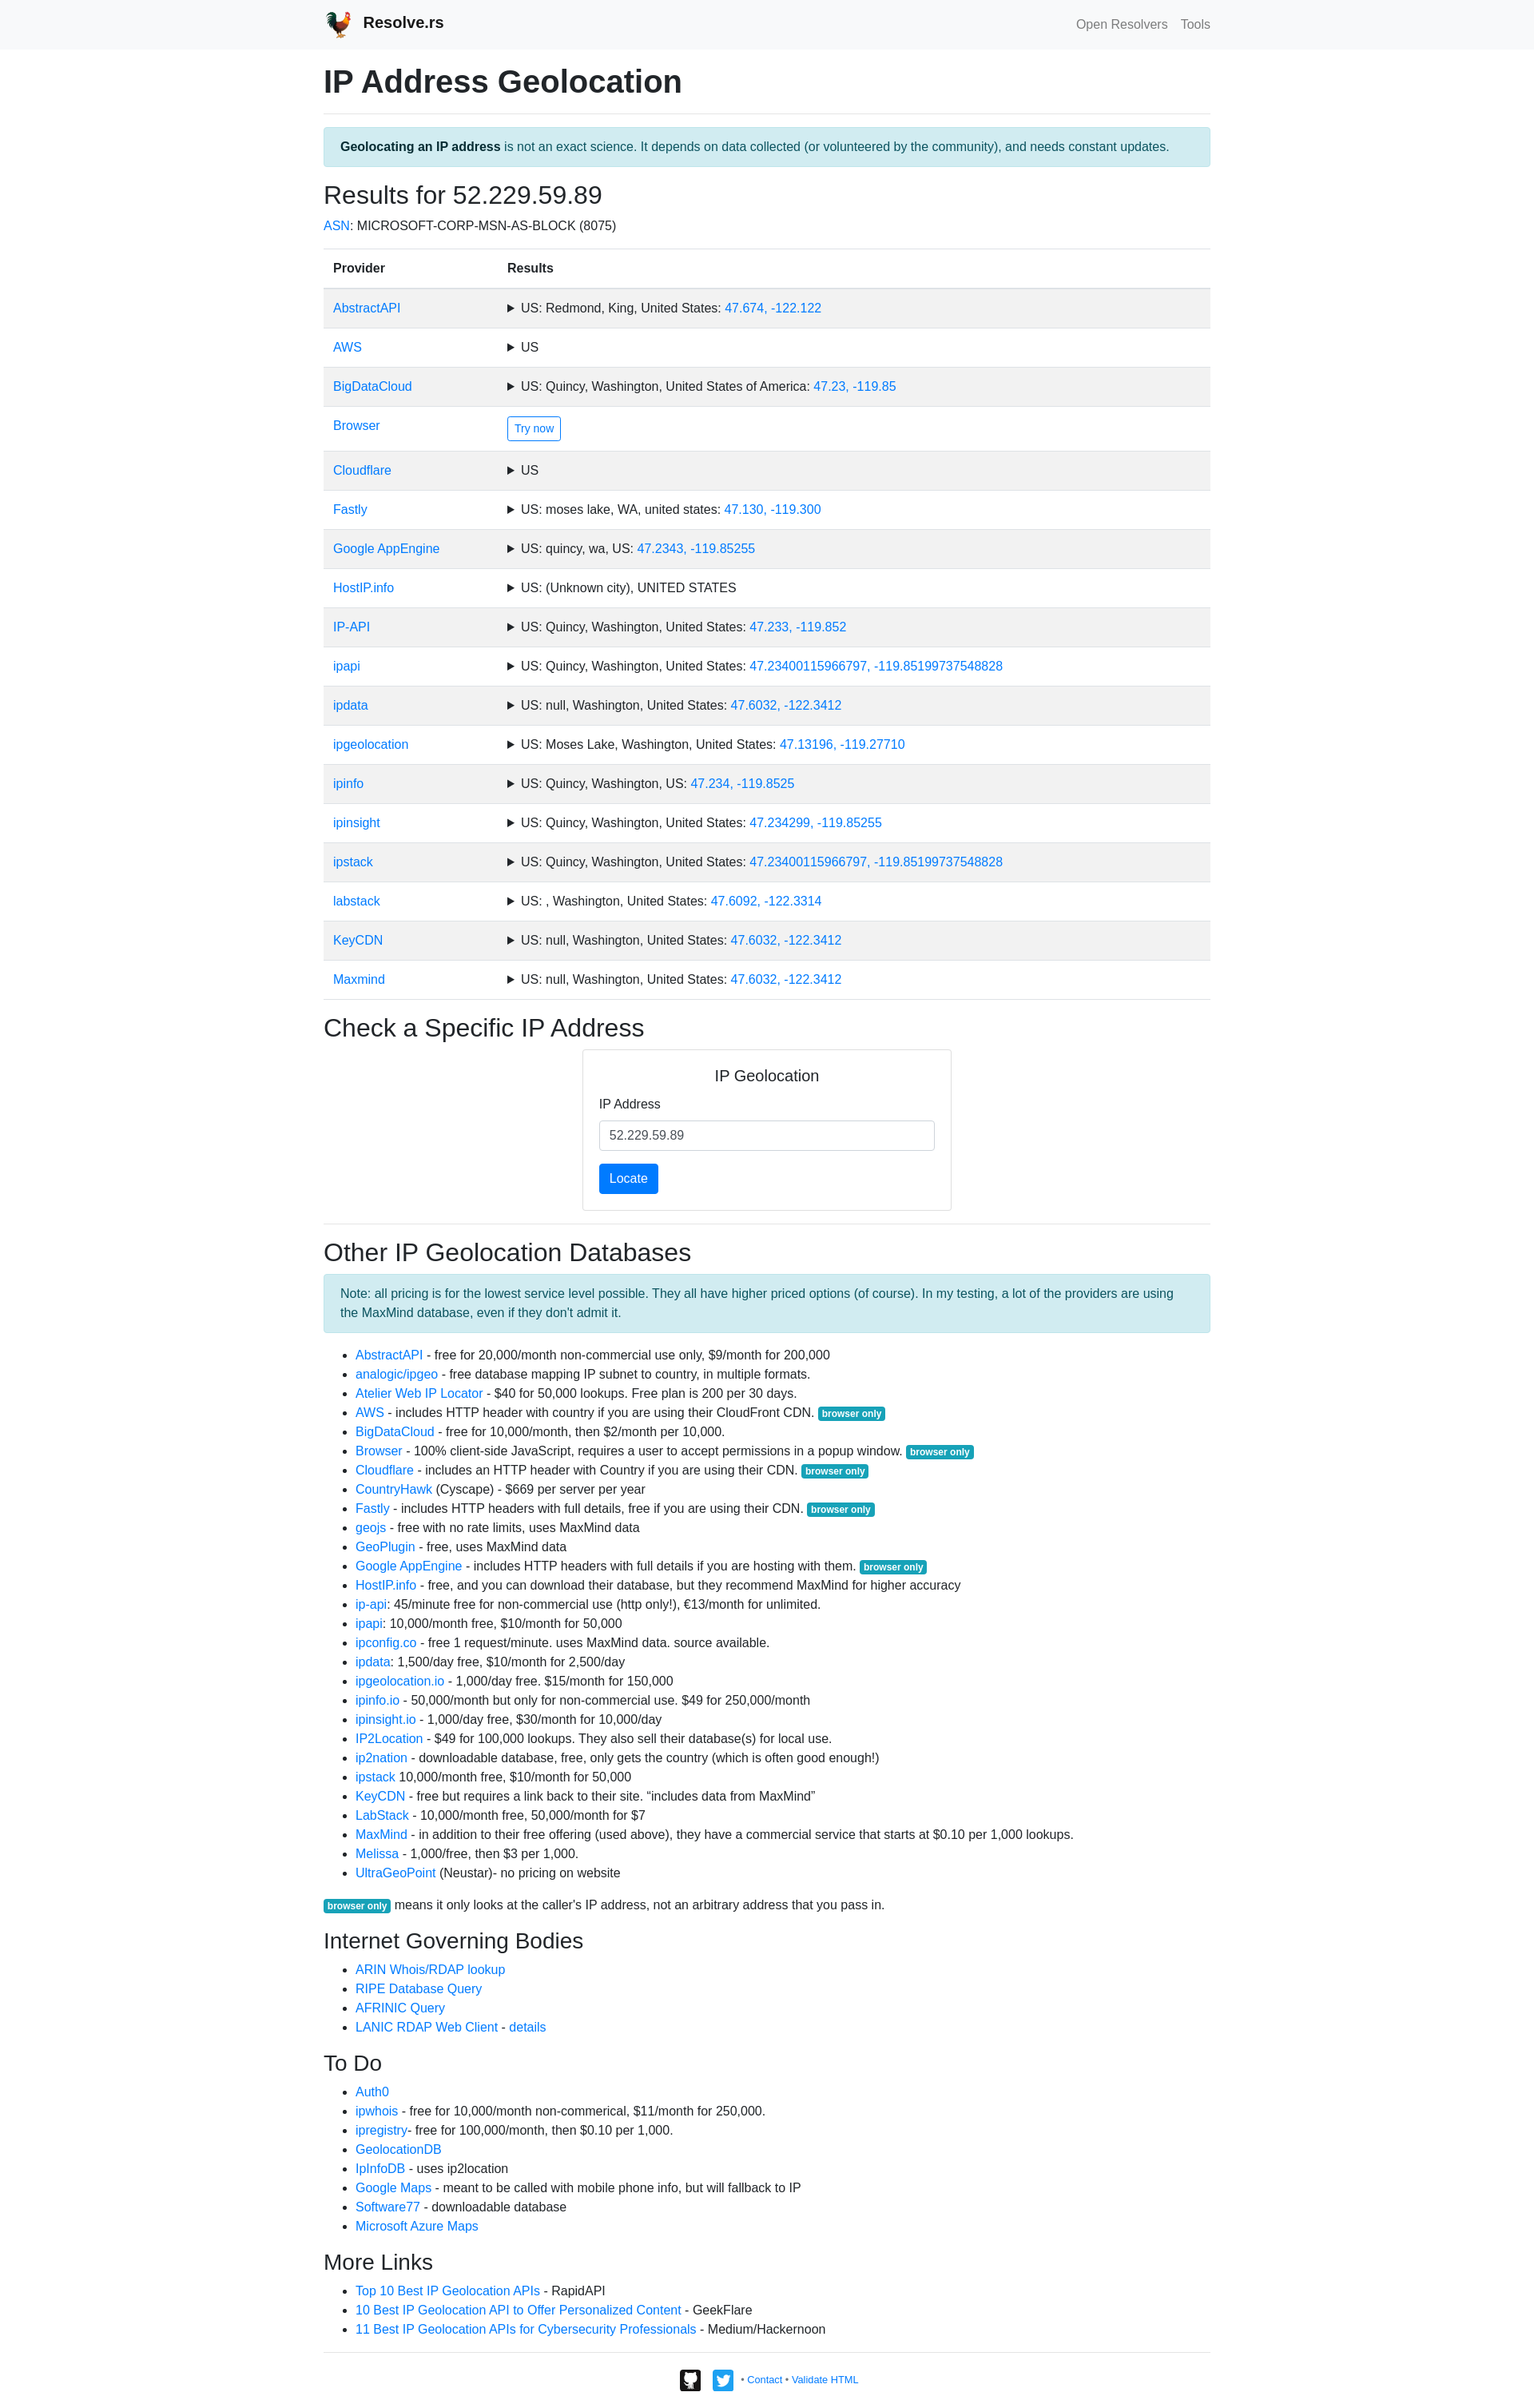 Resolve.rs
Open Resolvers Tools
IP Address Geolocation
Geolocating an IP address is not an exact science. It depends on data collected (or volunteered by the community), and needs constant updates.
Results for 52.229.59.89
ASN: MICROSOFT-CORP-MSN-AS-BLOCK (8075)
Provider Results
AbstractAPI ▶ US: Redmond, King, United States: 47.674, -122.122
AWS ▶ US
BigDataCloud ▶ US: Quincy, Washington, United States of America: 47.23, -119.85
Browser Try now
Cloudflare ▶ US
Fastly ▶ US: moses lake, WA, united states: 47.130, -119.300
Google AppEngine ▶ US: quincy, wa, US: 47.2343, -119.85255
HostIP.info ▶ US: (Unknown city), UNITED STATES
IP-API ▶ US: Quincy, Washington, United States: 47.233, -119.852
ipapi ▶ US: Quincy, Washington, United States: 47.23400115966797, -119.85199737548828
ipdata ▶ US: null, Washington, United States: 47.6032, -122.3412
ipgeolocation ▶ US: Moses Lake, Washington, United States: 47.13196, -119.27710
ipinfo ▶ US: Quincy, Washington, US: 47.234, -119.8525
ipinsight ▶ US: Quincy, Washington, United States: 47.234299, -119.85255
ipstack ▶ US: Quincy, Washington, United States: 47.23400115966797, -119.85199737548828
labstack ▶ US: , Washington, United States: 47.6092, -122.3314
KeyCDN ▶ US: null, Washington, United States: 47.6032, -122.3412
Maxmind ▶ US: null, Washington, United States: 47.6032, -122.3412
Check a Specific IP Address
IP Geolocation
IP Address
52.229.59.89
Locate
Other IP Geolocation Databases
Note: all pricing is for the lowest service level possible. They all have higher priced options (of course). In my testing, a lot of the providers are using
the MaxMind database, even if they don't admit it.
• AbstractAPI - free for 20,000/month non-commercial use only, $9/month for 200,000
• analogic/ipgeo - free database mapping IP subnet to country, in multiple formats.
• Atelier Web IP Locator - $40 for 50,000 lookups. Free plan is 200 per 30 days.
• AWS - includes HTTP header with country if you are using their CloudFront CDN. browser only
• BigDataCloud - free for 10,000/month, then $2/month per 10,000.
• Browser - 100% client-side JavaScript, requires a user to accept permissions in a popup window. browser only
• Cloudflare - includes an HTTP header with Country if you are using their CDN. browser only
• CountryHawk (Cyscape) - $669 per server per year
• Fastly - includes HTTP headers with full details, free if you are using their CDN. browser only
• geojs - free with no rate limits, uses MaxMind data
• GeoPlugin - free, uses MaxMind data
• Google AppEngine - includes HTTP headers with full details if you are hosting with them. browser only
• HostIP.info - free, and you can download their database, but they recommend MaxMind for higher accuracy
• ip-api: 45/minute free for non-commercial use (http only!), €13/month for unlimited.
• ipapi: 10,000/month free, $10/month for 50,000
• ipconfig.co - free 1 request/minute. uses MaxMind data. source available.
• ipdata: 1,500/day free, $10/month for 2,500/day
• ipgeolocation.io - 1,000/day free. $15/month for 150,000
• ipinfo.io - 50,000/month but only for non-commercial use. $49 for 250,000/month
• ipinsight.io - 1,000/day free, $30/month for 10,000/day
• IP2Location - $49 for 100,000 lookups. They also sell their database(s) for local use.
• ip2nation - downloadable database, free, only gets the country (which is often good enough!)
• ipstack 10,000/month free, $10/month for 50,000
• KeyCDN - free but requires a link back to their site. “includes data from MaxMind”
• LabStack - 10,000/month free, 50,000/month for $7
• MaxMind - in addition to their free offering (used above), they have a commercial service that starts at $0.10 per 1,000 lookups.
• Melissa - 1,000/free, then $3 per 1,000.
• UltraGeoPoint (Neustar)- no pricing on website
browser only means it only looks at the caller's IP address, not an arbitrary address that you pass in.
Internet Governing Bodies
• ARIN Whois/RDAP lookup
• RIPE Database Query
• AFRINIC Query
• LANIC RDAP Web Client - details
To Do
• Auth0
• ipwhois - free for 10,000/month non-commerical, $11/month for 250,000.
• ipregistry- free for 100,000/month, then $0.10 per 1,000.
• GeolocationDB
• IpInfoDB - uses ip2location
• Google Maps - meant to be called with mobile phone info, but will fallback to IP
• Software77 - downloadable database
• Microsoft Azure Maps
More Links
• Top 10 Best IP Geolocation APIs - RapidAPI
• 10 Best IP Geolocation API to Offer Personalized Content - GeekFlare
• 11 Best IP Geolocation APIs for Cybersecurity Professionals - Medium/Hackernoon
• Contact • Validate HTML